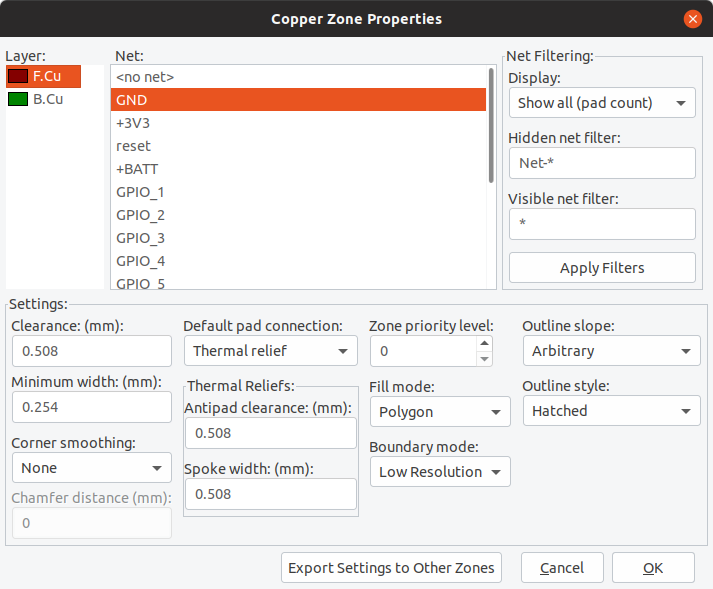 Copper Zone Properties
Layer:
F.Cu
B.Cu
Net:
<no net>
GND
+3V3
reset
+BATT
GPIO_1
GPIO_2
GPIO_3
GPIO_4
GPIO_5
Net Filtering:
Display:
Show all (pad count)
Hidden net filter:
Net-*
Visible net filter:
*
Apply Filters
Settings:
Clearance: (mm):
0.508
Minimum width: (mm):
0.254
Corner smoothing:
None
Chamfer distance (mm):
0
Default pad connection:
Thermal relief
Thermal Reliefs:
Antipad clearance: (mm):
0.508
Spoke width: (mm):
0.508
Zone priority level:
0
Fill mode:
Polygon
Boundary mode:
Low Resolution
Outline slope:
Arbitrary
Outline style:
Hatched
Export Settings to Other Zones
Cancel
OK